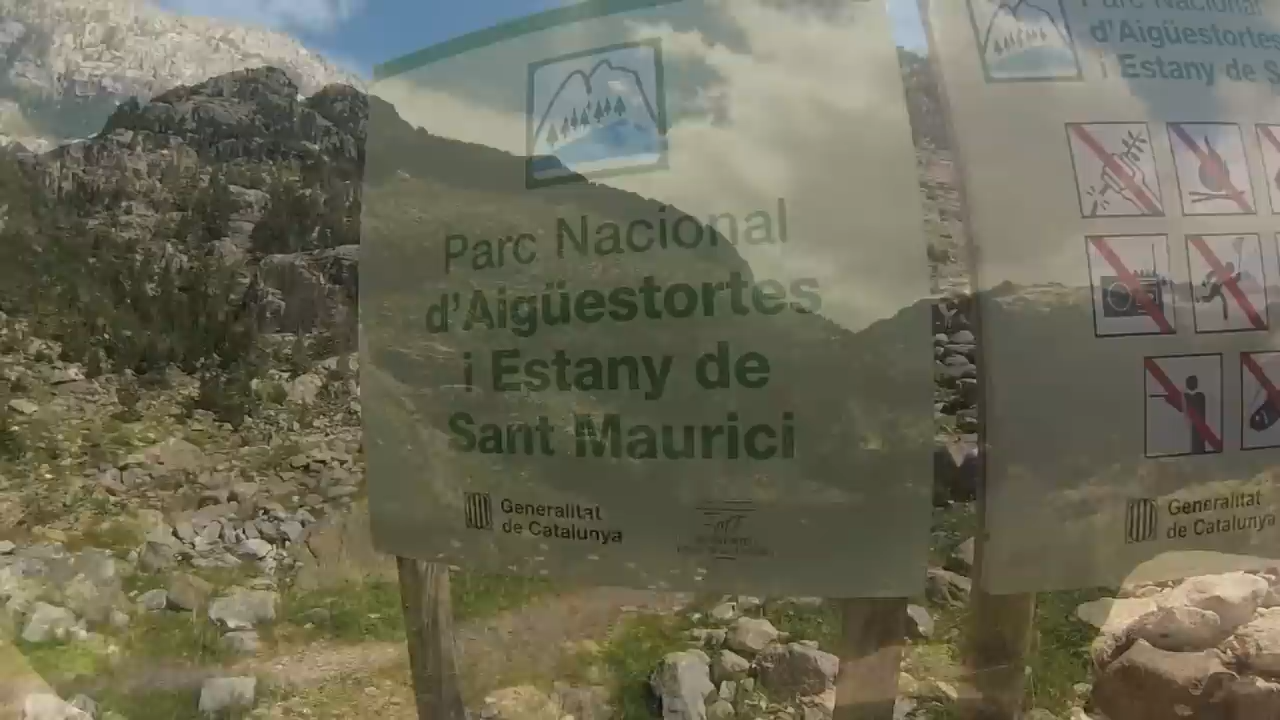 Parc Nacional
d'Aigüestortes
i Estany de
Sant Maurici
Generalitat
de Catalunya
Parc Nacional
d'Aigüestortes
i Estany de S
Generalitat
de Catalunya